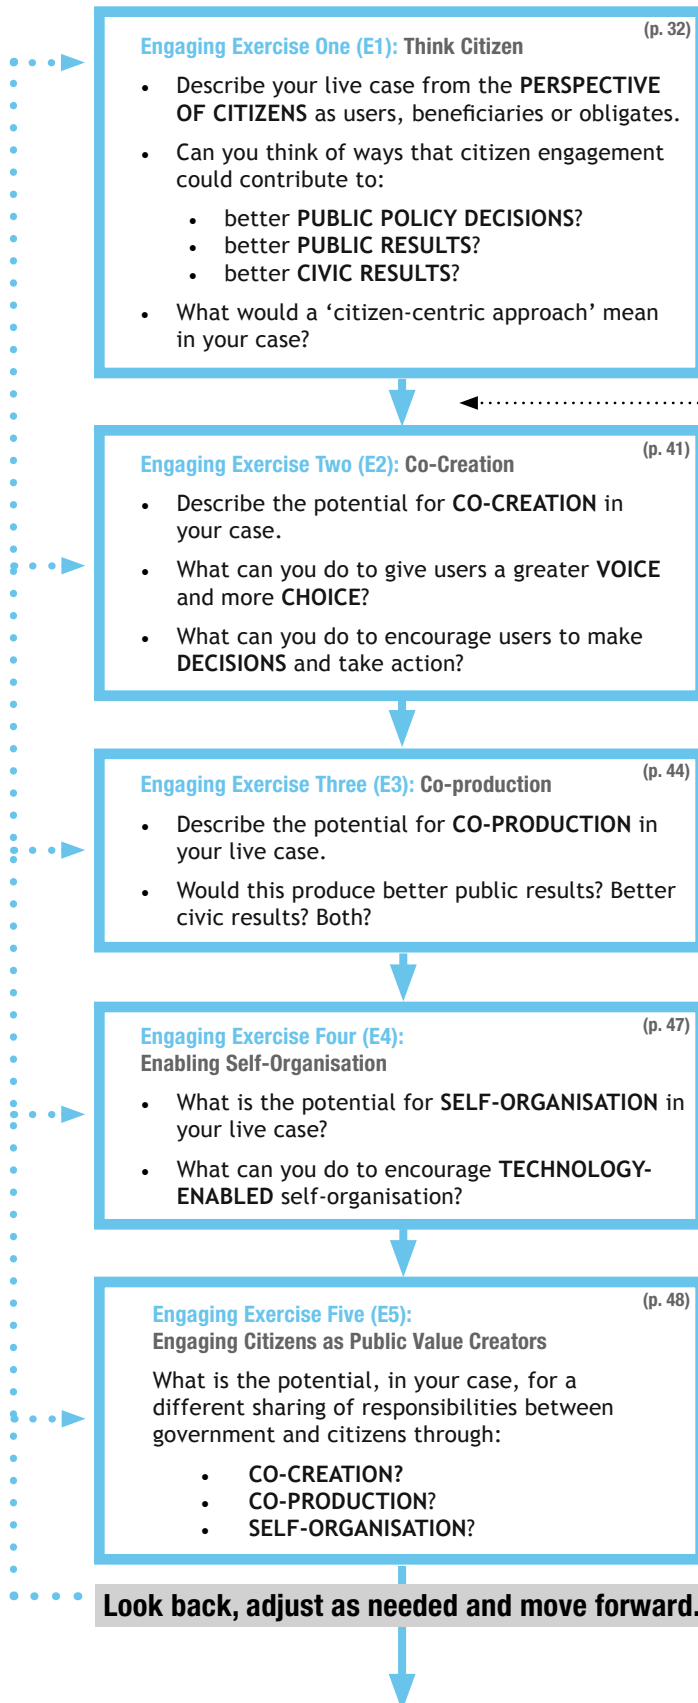 (p. 32)
Engaging Exercise One (E1): Think Citizen
• Describe your live case from the PERSPECTIVE
OF CITIZENS as users, beneficiaries or obligates.
• Can you think of ways that citizen engagement
could contribute to:
• better PUBLIC POLICY DECISIONS?
• better PUBLIC RESULTS?
• better CIVIC RESULTS?
• What would a ‘citizen-centric approach’ mean
in your case?
(p. 41)
Engaging Exercise Two (E2): Co-Creation
• Describe the potential for CO-CREATION in
your case.
• What can you do to give users a greater VOICE
and more CHOICE?
• What can you do to encourage users to make
DECISIONS and take action?
(p. 44)
Engaging Exercise Three (E3): Co-production
• Describe the potential for CO-PRODUCTION in
your live case.
• Would this produce better public results? Better
civic results? Both?
(p. 47)
Engaging Exercise Four (E4):
Enabling Self-Organisation
• What is the potential for SELF-ORGANISATION in
your live case?
• What can you do to encourage TECHNOLOGY-
ENABLED self-organisation?
(p. 48)
Engaging Exercise Five (E5):
Engaging Citizens as Public Value Creators
What is the potential, in your case, for a
different sharing of responsibilities between
government and citizens through:
• CO-CREATION?
• CO-PRODUCTION?
• SELF-ORGANISATION?
Look back, adjust as needed and move forward.